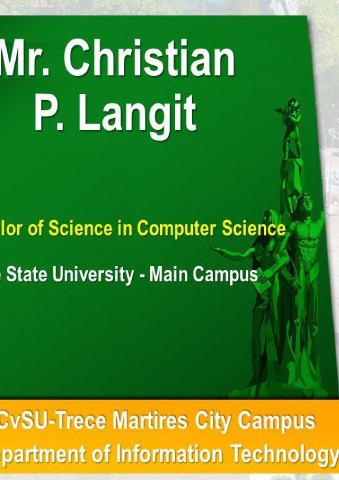 Mr. Christian
P. Langit
lor of Science in Computer Science
e State University - Main Campus
CvSU-Trece Martires City Campus
partment of Information Technology